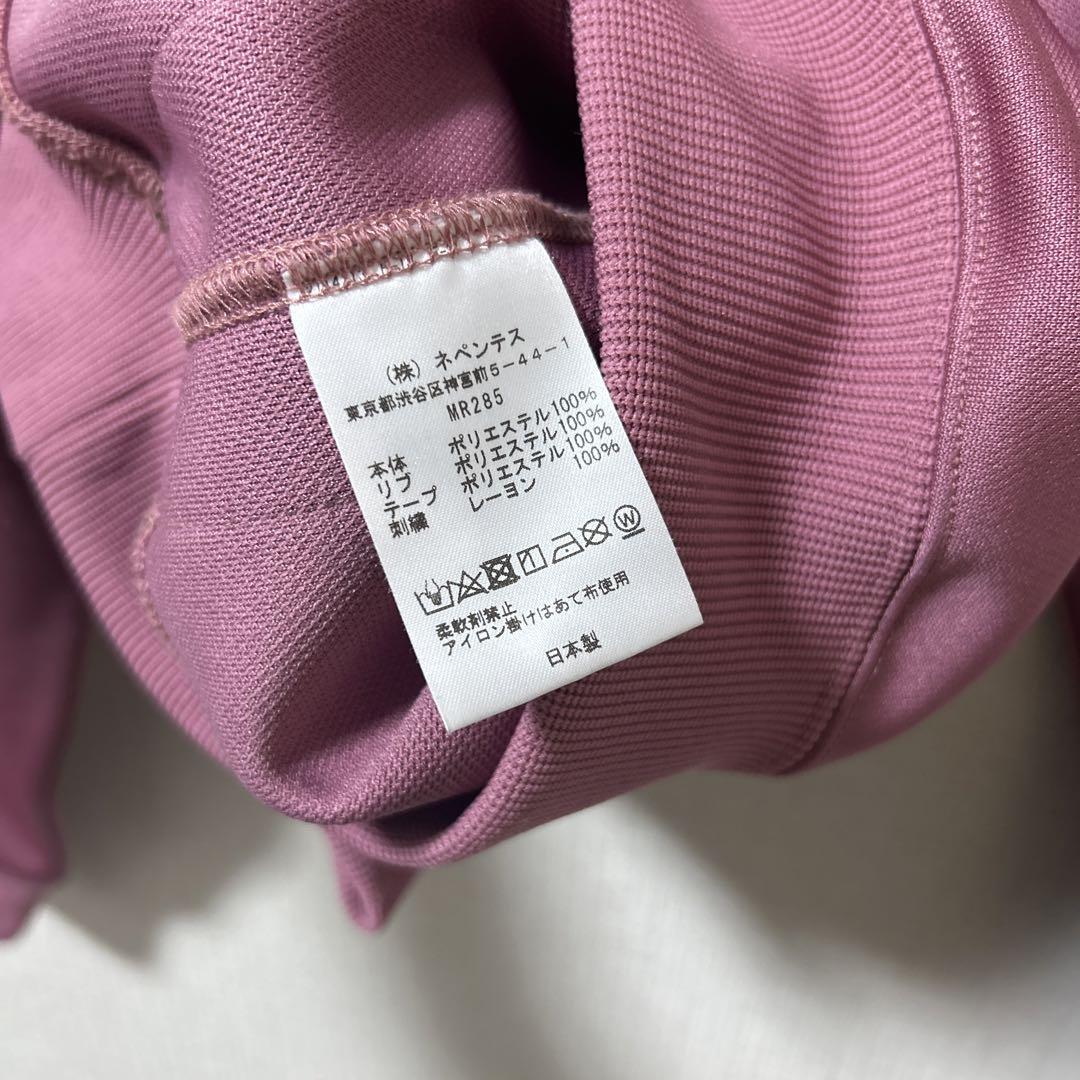 (株) ネペンテス
東京都渋谷区神宮前5-44-1
MR285
本体 ポリエステル100%
リブ ポリエステル100%
テープ ポリエステル100%
刺繍 レーヨン 100%
W
柔軟剤禁止
アイロン掛けはあて布使用
日本製